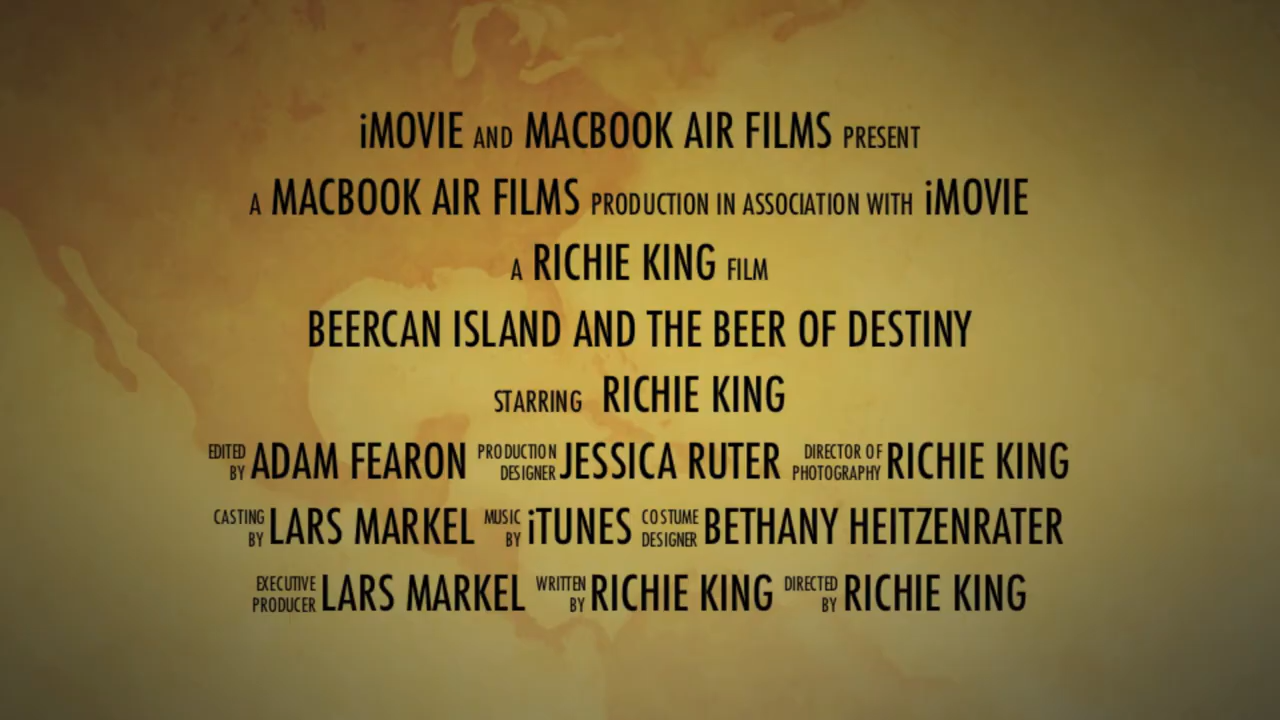 iMOVIE AND MACBOOK AIR FILMS PRESENT
A MACBOOK AIR FILMS PRODUCTION IN ASSOCIATION WITH iMOVIE
A RICHIE KING FILM
BEERCAN ISLAND AND THE BEER OF DESTINY
STARRING RICHIE KING
EDITED BY ADAM FEARON PRODUCTION DESIGNER JESSICA RUTER DIRECTOR OF PHOTOGRAPHY RICHIE KING
CASTING BY LARS MARKEL MUSIC BY iTUNES COSTUME DESIGNER BETHANY HEITZENRATER
EXECUTIVE PRODUCER LARS MARKEL WRITTEN BY RICHIE KING DIRECTED BY RICHIE KING